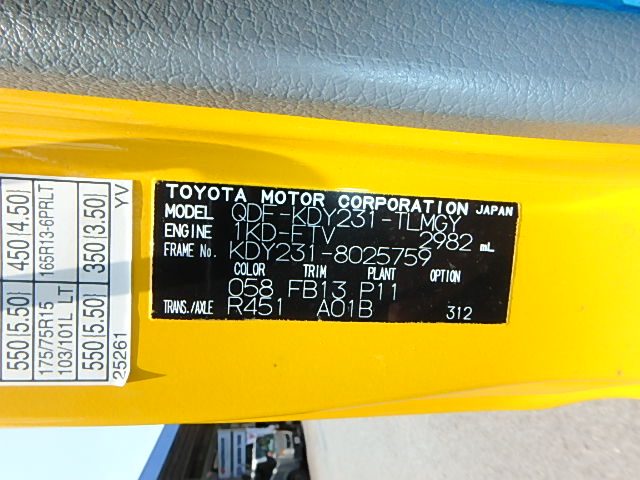 TOYOTA MOTOR CORPORATION JAPAN
MODEL QDF-KDY231-TLMGY
ENGINE 1KD-FTV 2982 mL
FRAME No. KDY231-8025759
COLOR TRIM PLANT OPTION
058 FB13 P11
TRANS./AXLE R451 A01B 312
550[5.50] 450[4.50]
175/75R15 165R13-6PRLT
103/101L LT
550[5.50] 350[3.50]
25261 YV